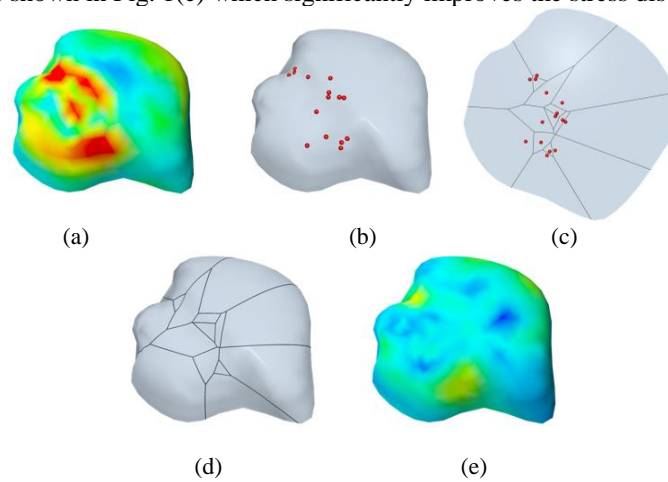 shown in Fig. 1(e) which significantly improves the stress dis
(a)
(b)
(c)
(d)
(e)